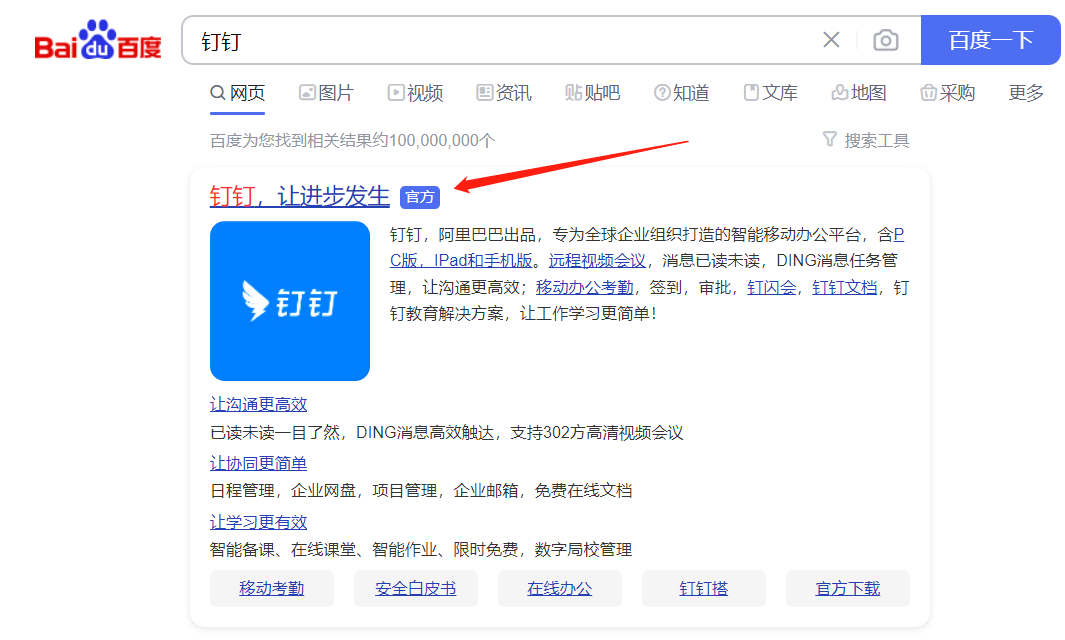 Bai du 百度
钉钉
百度一下
网页 图片 视频 资讯 贴吧 知道 文库 地图 采购 更多
百度为您找到相关结果约100,000,000个 搜索工具
钉钉，让进步发生 官方
钉钉
钉钉，阿里巴巴出品，专为全球企业组织打造的智能移动办公平台，含P
C版，IPad和手机版。远程视频会议，消息已读未读，DING消息任务管
理，让沟通更高效；移动办公考勤，签到，审批，钉闪会，钉钉文档，钉
钉教育解决方案，让工作学习更简单！
让沟通更高效
已读未读一目了然，DING消息高效触达，支持302方高清视频会议
让协同更简单
日程管理，企业网盘，项目管理，企业邮箱，免费在线文档
让学习更有效
智能备课、在线课堂、智能作业、限时免费，数字局校管理
移动考勤 安全白皮书 在线办公 钉钉搭 官方下载